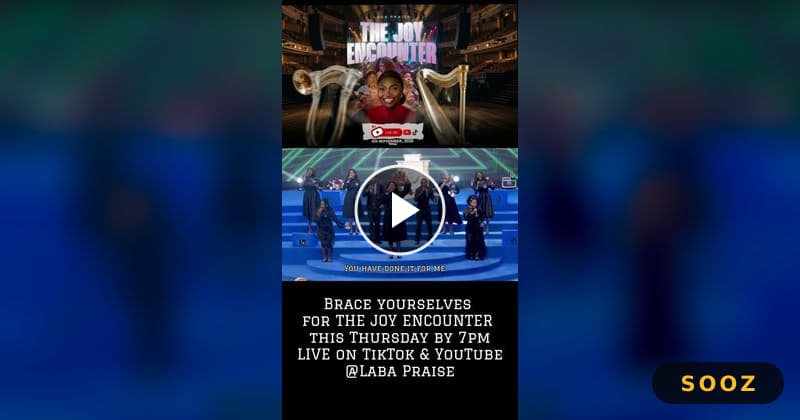 LABA PRAISE
THE JOY
ENCOUNTER
YOU HAVE DONE IT FOR ME
Brace yourselves
for THE JOY ENCOUNTER
this Thursday by 7pm
LIVE on TikTok & YouTube
@Laba Praise
SOOZ